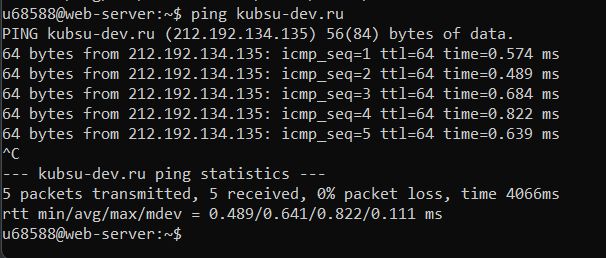 u68588@web-server:~$ ping kubsu-dev.ru
PING kubsu-dev.ru (212.192.134.135) 56(84) bytes of data.
64 bytes from 212.192.134.135: icmp_seq=1 ttl=64 time=0.574 ms
64 bytes from 212.192.134.135: icmp_seq=2 ttl=64 time=0.489 ms
64 bytes from 212.192.134.135: icmp_seq=3 ttl=64 time=0.684 ms
64 bytes from 212.192.134.135: icmp_seq=4 ttl=64 time=0.822 ms
64 bytes from 212.192.134.135: icmp_seq=5 ttl=64 time=0.639 ms
^C
--- kubsu-dev.ru ping statistics ---
5 packets transmitted, 5 received, 0% packet loss, time 4066ms
rtt min/avg/max/mdev = 0.489/0.641/0.822/0.111 ms
u68588@web-server:~$